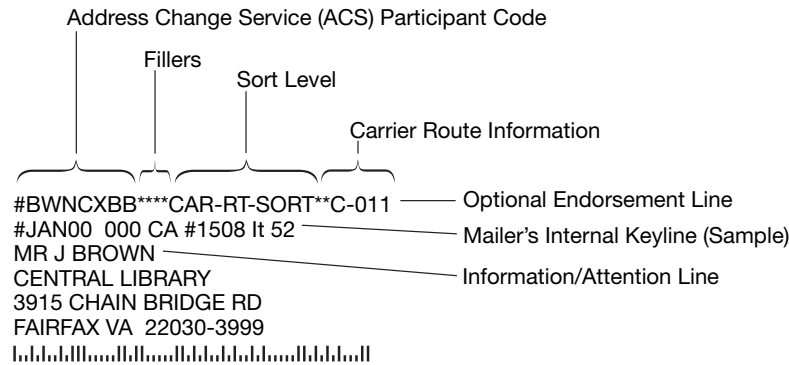 Address Change Service (ACS) Participant Code
Fillers
Sort Level
Carrier Route Information
#BWNCXBB****CAR-RT-SORT**C-011
Optional Endorsement Line
#JAN00  000 CA #1508 lt 52
Mailer's Internal Keyline (Sample)
MR J BROWN
Information/Attention Line
CENTRAL LIBRARY
3915 CHAIN BRIDGE RD
FAIRFAX VA  22030-3999